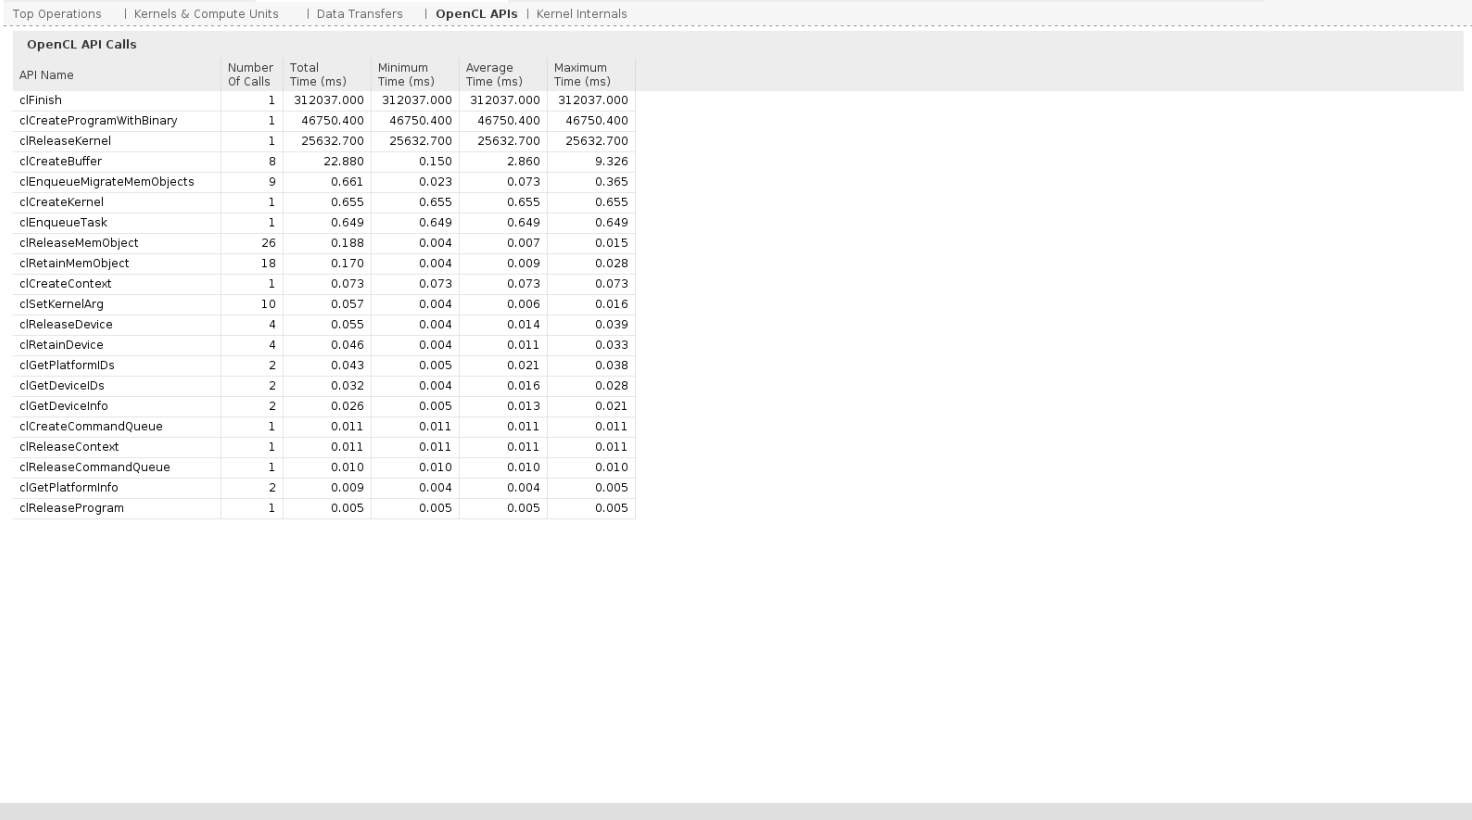 Top Operations | Kernels & Compute Units | Data Transfers | OpenCL APIs | Kernel Internals
OpenCL API Calls
API Name Number Of Calls Total Time (ms) Minimum Time (ms) Average Time (ms) Maximum Time (ms)
clFinish 1 312037.000 312037.000 312037.000 312037.000
clCreateProgramWithBinary 1 46750.400 46750.400 46750.400 46750.400
clReleaseKernel 1 25632.700 25632.700 25632.700 25632.700
clCreateBuffer 8 22.880 0.150 2.860 9.326
clEnqueueMigrateMemObjects 9 0.661 0.023 0.073 0.365
clCreateKernel 1 0.655 0.655 0.655 0.655
clEnqueueTask 1 0.649 0.649 0.649 0.649
clReleaseMemObject 26 0.188 0.004 0.007 0.015
clRetainMemObject 18 0.170 0.004 0.009 0.028
clCreateContext 1 0.073 0.073 0.073 0.073
clSetKernelArg 10 0.057 0.004 0.006 0.016
clReleaseDevice 4 0.055 0.004 0.014 0.039
clRetainDevice 4 0.046 0.004 0.011 0.033
clGetPlatformIDs 2 0.043 0.005 0.021 0.038
clGetDeviceIDs 2 0.032 0.004 0.016 0.028
clGetDeviceInfo 2 0.026 0.005 0.013 0.021
clCreateCommandQueue 1 0.011 0.011 0.011 0.011
clReleaseContext 1 0.011 0.011 0.011 0.011
clReleaseCommandQueue 1 0.010 0.010 0.010 0.010
clGetPlatformInfo 2 0.009 0.004 0.004 0.005
clReleaseProgram 1 0.005 0.005 0.005 0.005